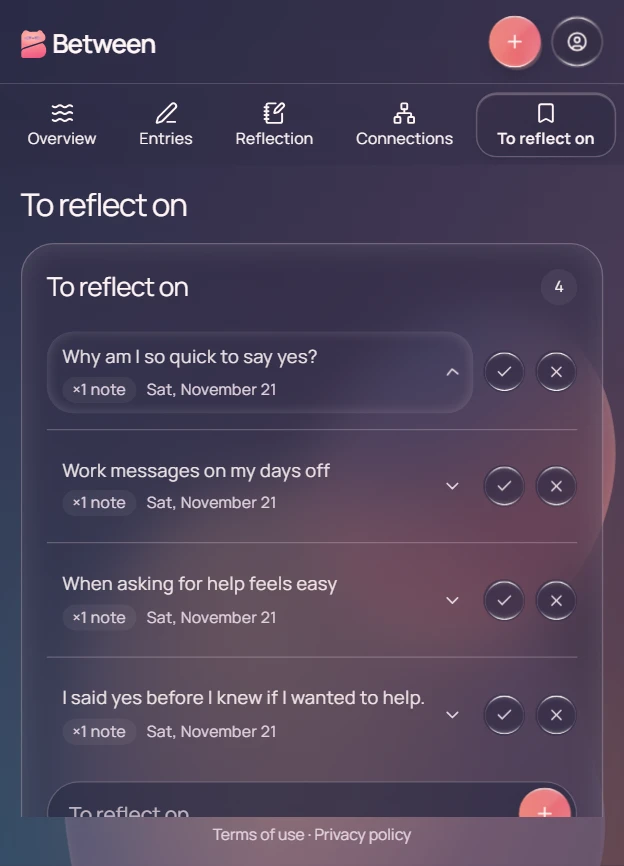 Between
Overview
Entries
Reflection
Connections
To reflect on
To reflect on
To reflect on
4
Why am I so quick to say yes?
×1 note Sat, November 21
Work messages on my days off
×1 note Sat, November 21
When asking for help feels easy
×1 note Sat, November 21
I said yes before I knew if I wanted to help.
×1 note Sat, November 21
To reflect on
Terms of use · Privacy policy